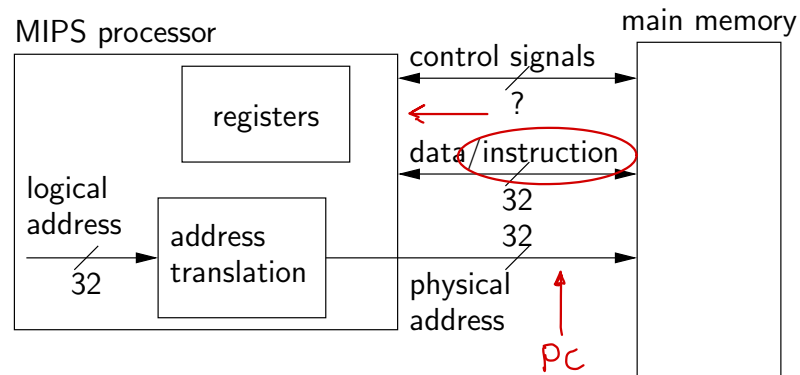 MIPS processor
main memory
control signals
?
registers
data/instruction
32
logical
address
32
address
translation
32
physical
address
PC